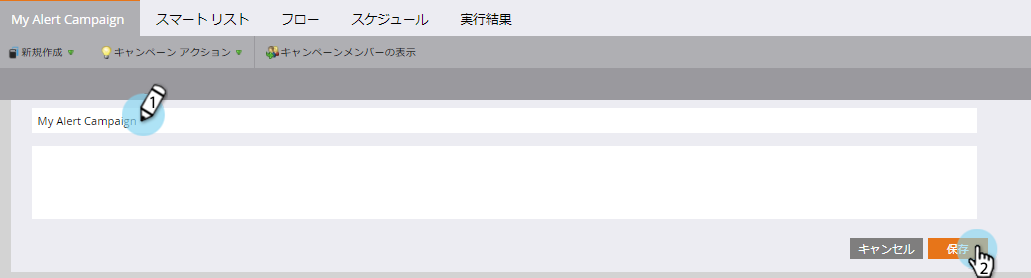 My Alert Campaign スマート リスト フロー スケジュール 実行結果
新規作成 キャンペーン アクション キャンペーンメンバーの表示
1
My Alert Campaign
キャンセル 保存
2